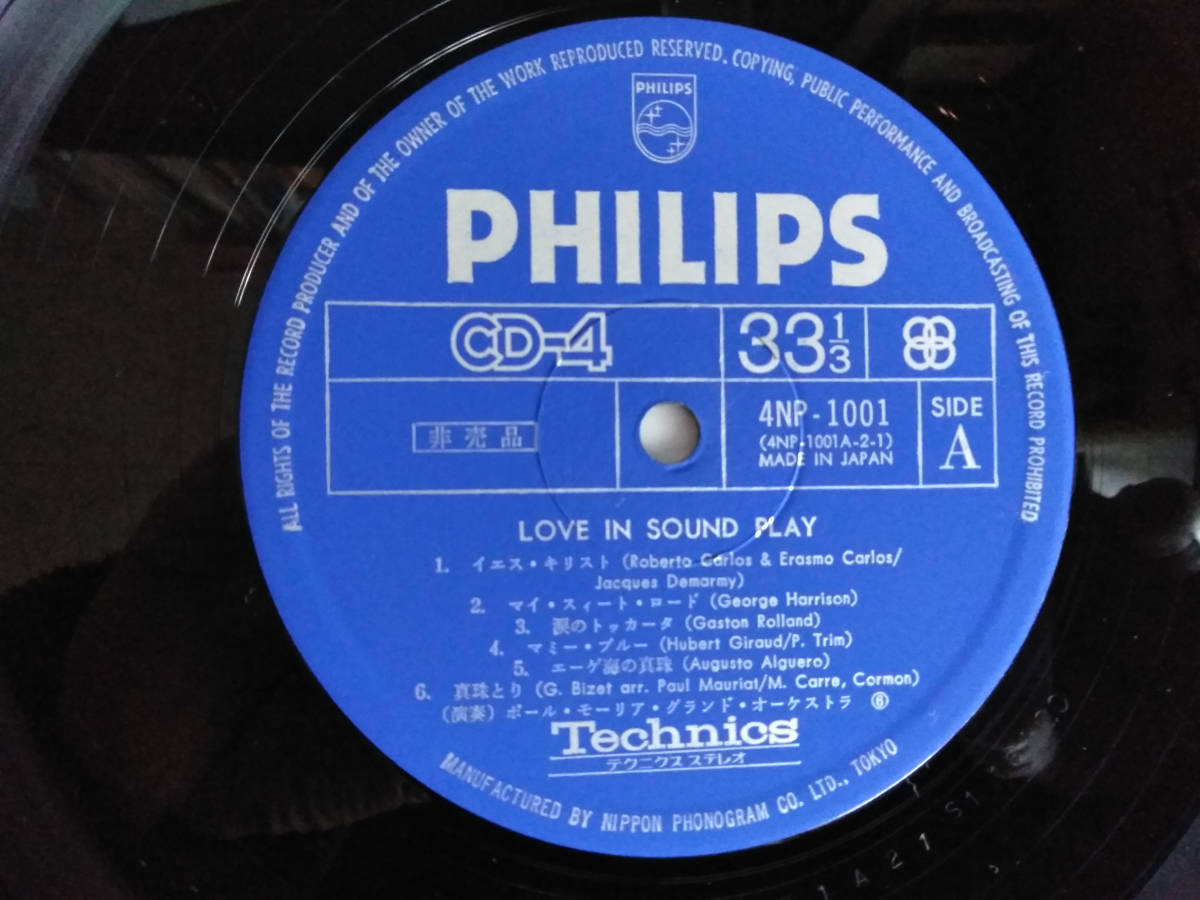 ALL RIGHTS OF THE RECORD PRODUCER AND OF THE OWNER OF THE WORK REPRODUCED RESERVED. COPYING, PUBLIC PERFORMANCE AND BROADCASTING OF THIS RECORD PROHIBITED
PHILIPS
PHILIPS
CD-4
33 1/3
非売品
4NP-1001
(4NP-1001A-2-1)
MADE IN JAPAN
SIDE
A
LOVE IN SOUND PLAY
1. イエス・キリスト (Roberto Carlos & Erasmo Carlos/
Jacques Demarmy)
2. マイ・スィート・ロード (George Harrison)
3. 涙のトッカータ (Gaston Rolland)
4. マミー・ブルー (Hubert Giraud/P. Trim)
5. エーゲ海の真珠 (Augusto Alguero)
6. 真珠とり (G. Bizet arr. Paul Mauriat/M. Carre, Cormon)
(演奏) ポール・モーリア・グランド・オーケストラ ⑥
Technics
テクニクス ステレオ
MANUFACTURED BY NIPPON PHONOGRAM CO. LTD., TOKYO